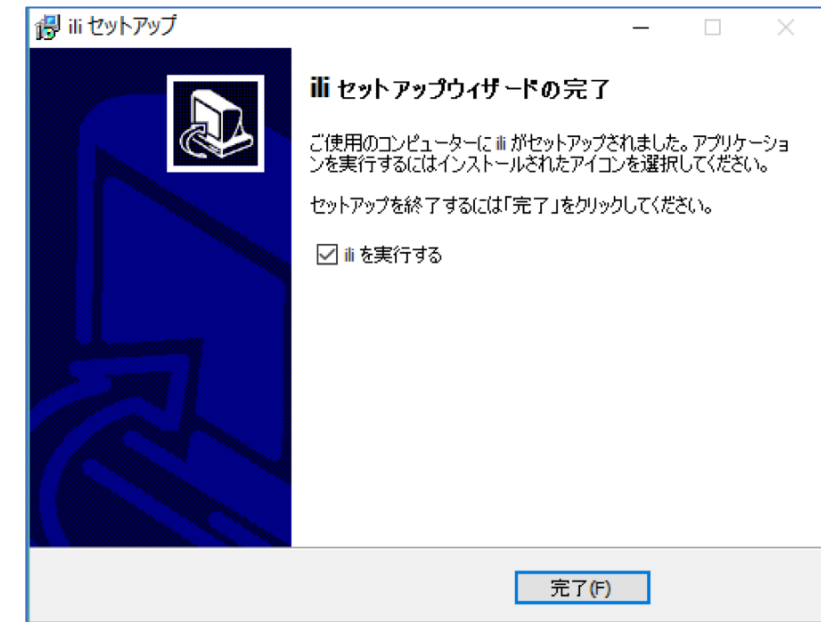 ili セットアップ
ili セットアップウィザードの完了
ご使用のコンピューターに ili がセットアップされました。アプリケーショ
ンを実行するにはインストールされたアイコンを選択してください。
セットアップを終了するには「完了」をクリックしてください。
ili を実行する
完了(F)